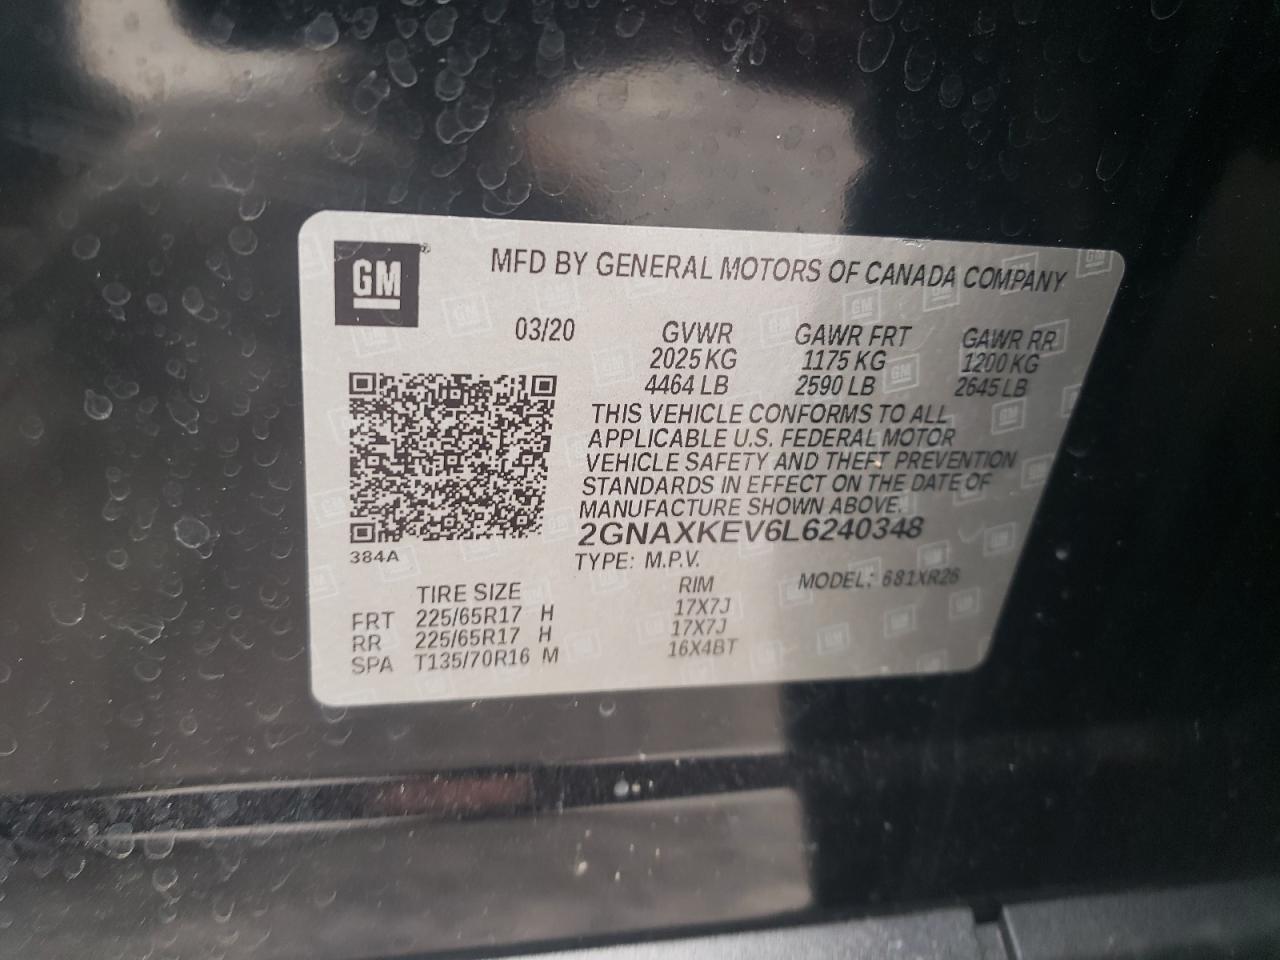 GM
MFD BY GENERAL MOTORS OF CANADA COMPANY
03/20 GVWR GAWR FRT GAWR RR
2025 KG 1175 KG 1200 KG
4464 LB 2590 LB 2645 LB
THIS VEHICLE CONFORMS TO ALL
APPLICABLE U.S. FEDERAL MOTOR
VEHICLE SAFETY AND THEFT PREVENTION
STANDARDS IN EFFECT ON THE DATE OF
MANUFACTURE SHOWN ABOVE.
2GNAXKEV6L6240348
384A
TYPE: M.P.V. MODEL: 681XR26
TIRE SIZE RIM
FRT 225/65R17 H 17X7J
RR 225/65R17 H 17X7J
SPA T135/70R16 M 16X4BT